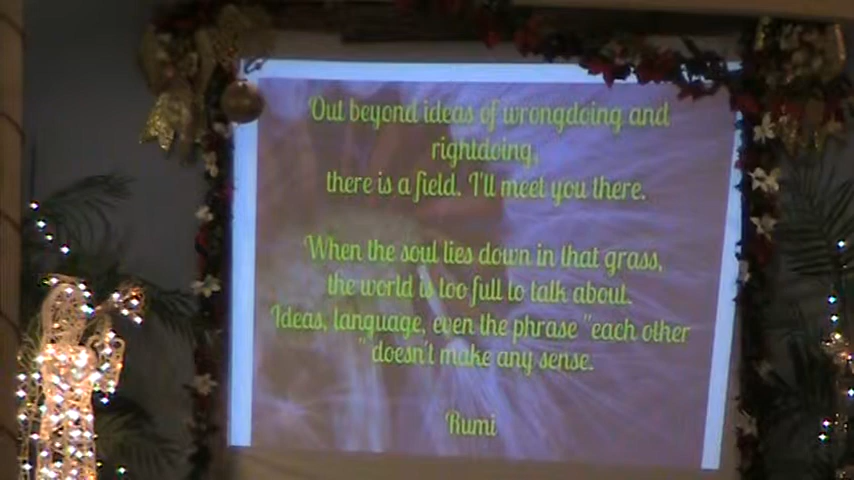 Out beyond ideas of wrongdoing and
rightdoing,
there is a field. I'll meet you there.
When the soul lies down in that grass,
the world is too full to talk about.
Ideas, language, even the phrase "each other
" doesn't make any sense.
Rumi